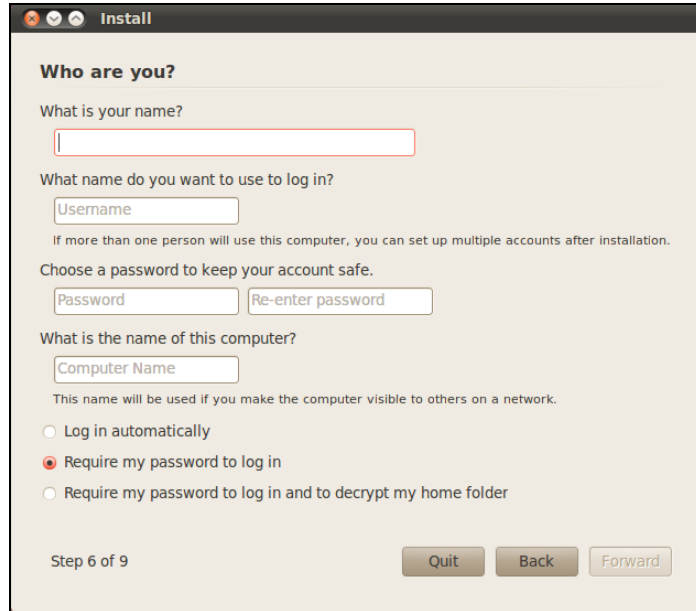 Install
Who are you?
What is your name?
What name do you want to use to log in?
Username
If more than one person will use this computer, you can set up multiple accounts after installation.
Choose a password to keep your account safe.
Password Re-enter password
What is the name of this computer?
Computer Name
This name will be used if you make the computer visible to others on a network.
Log in automatically
Require my password to log in
Require my password to log in and to decrypt my home folder
Step 6 of 9 Quit Back Forward